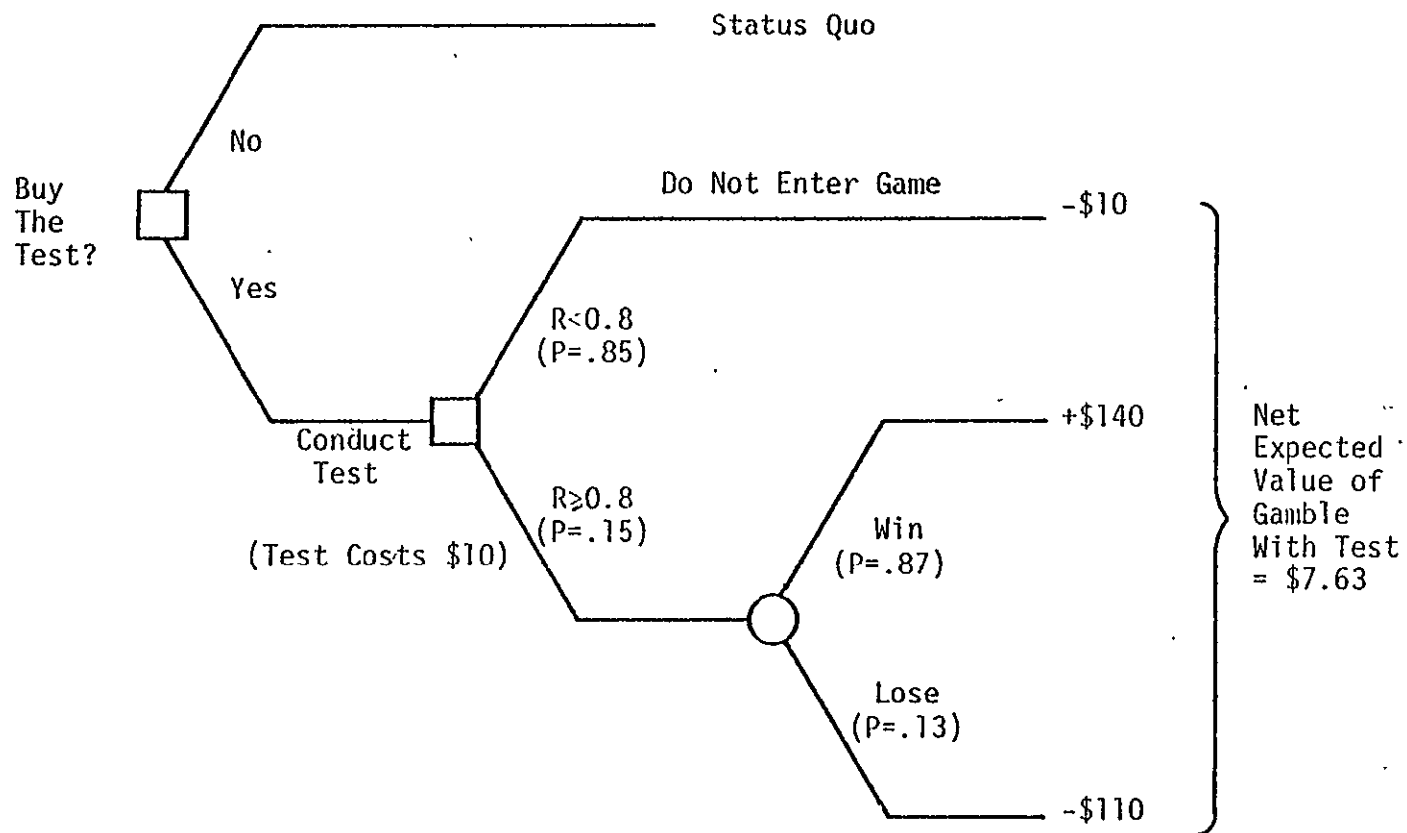 Status Quo
No
Buy
The
Test?
Yes
Do Not Enter Game
-$10
R<0.8
(P=.85)
Conduct
Test
(Test Costs $10)
R≥0.8
(P=.15)
+$140
Win
(P=.87)
Lose
(P=.13)
-$110
Net
Expected
Value of
Gamble
With Test
= $7.63